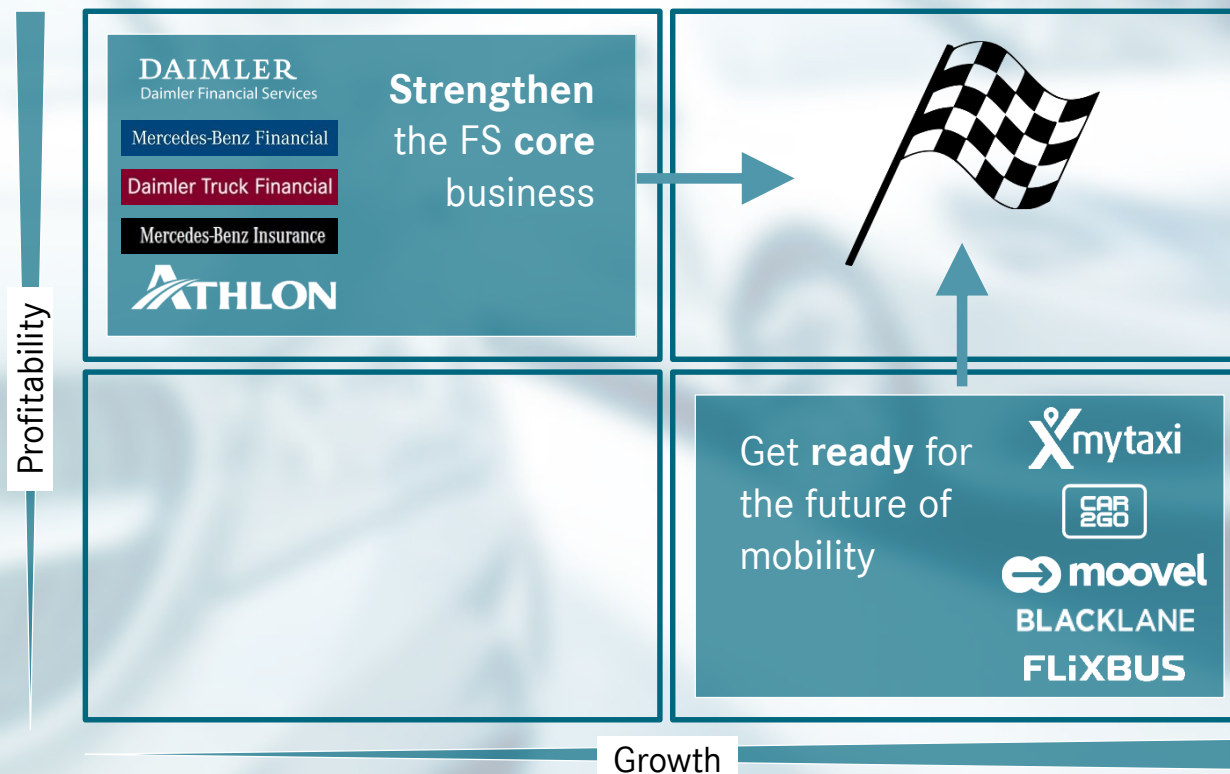 DAIMLER
Daimler Financial Services
Mercedes-Benz Financial
Daimler Truck Financial
Mercedes-Benz Insurance
ATHLON
Strengthen
the FS core
business
Profitability
Get ready for
the future of
mobility
mytaxi
CAR
2GO
moovel
BLACKLANE
FLiXBUS
Growth